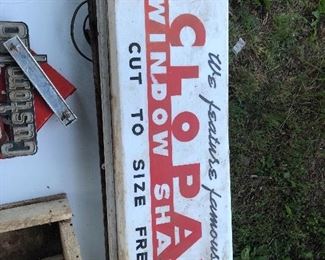 We feature famous
CLOPA
WINDOW SHA
CUT TO SIZE FRE
Custom